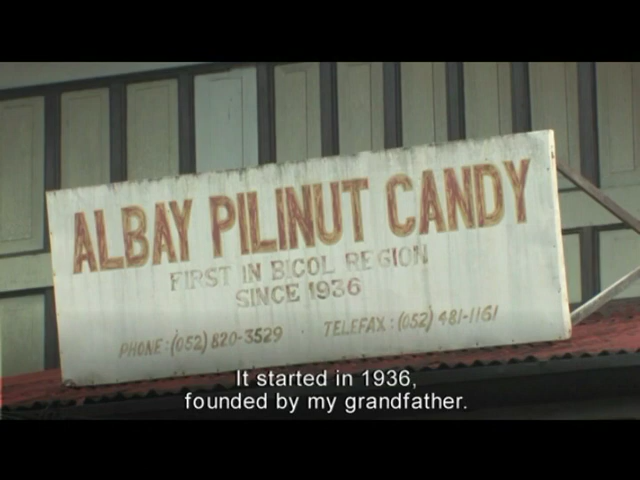 ALBAY PILINUT CANDY
FIRST IN BICOL REGION
SINCE 1936
PHONE : (052) 820-3529 · TELEFAX : (052) 481-1161
It started in 1936,
founded by my grandfather.